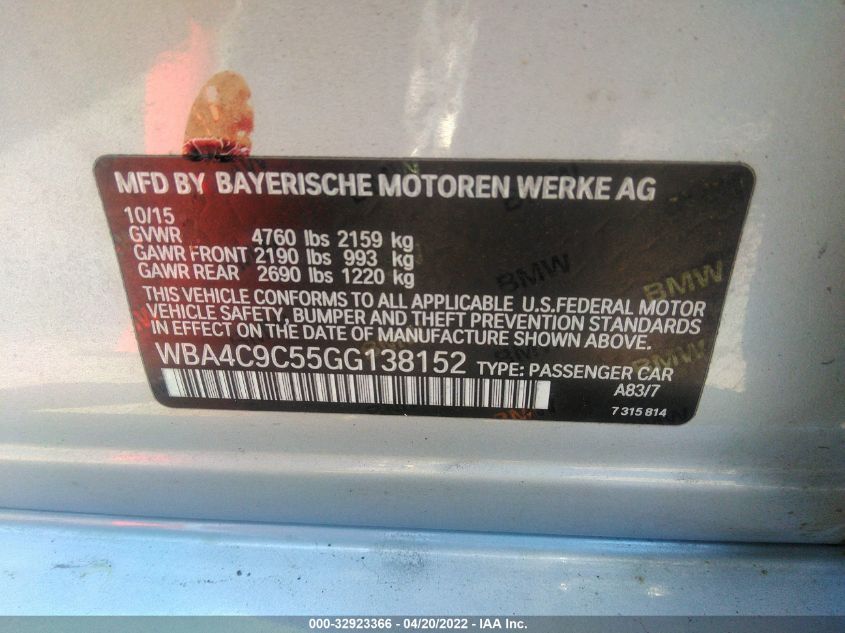 MFD BY BAYERISCHE MOTOREN WERKE AG
10/15
GVWR 4760 lbs 2159 kg
GAWR FRONT 2190 lbs 993 kg
GAWR REAR 2690 lbs 1220 kg
THIS VEHICLE CONFORMS TO ALL APPLICABLE U.S.FEDERAL MOTOR
VEHICLE SAFETY, BUMPER AND THEFT PREVENTION STANDARDS
IN EFFECT ON THE DATE OF MANUFACTURE SHOWN ABOVE.
WBA4C9C55GG138152 TYPE: PASSENGER CAR
A83/7
7 315 814
BMW
BMW
000-32923366 - 04/20/2022 - IAA Inc.